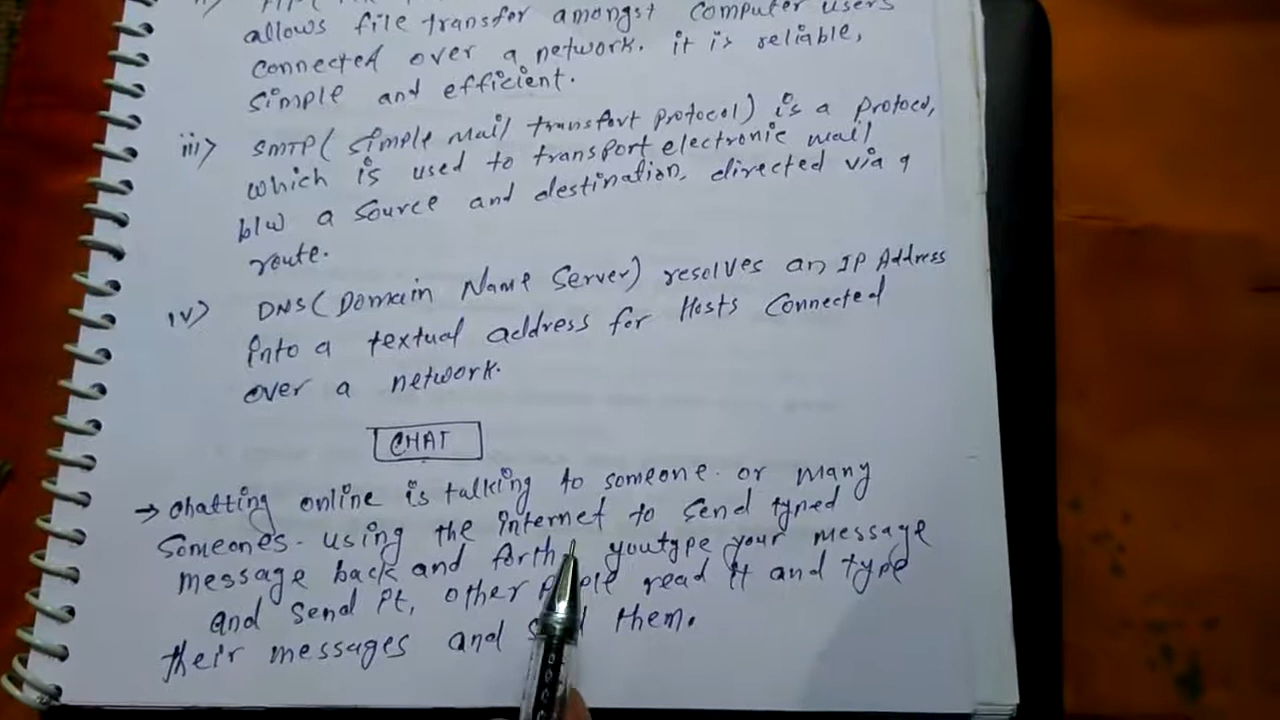 allows file transfer amongst computer users
connected over a network. it is reliable,
simple and efficient.
iii) SMTP( simple Mail transfort protocol) is a protocol,
which is used to transport electronic mail
b/w a source and destination, directed via a
route.
iv) DNS( Domain Name Server) resolves an IP Address
into a textual address for Hosts connected
over a network.
CHAT
→ chatting online is talking to someone. or many
someones. using the internet to send typed
message back and forth. youtype your message
and send it, other read it and type
their messages and them.